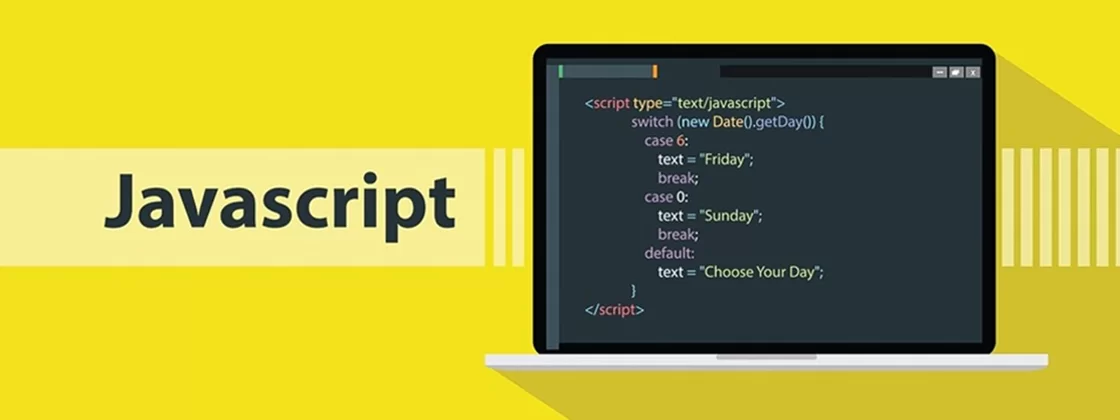 Javascript
<script type="text/javascript">
switch (new Date().getDay()) {
case 6:
text = "Friday";
break;
case 0:
text = "Sunday";
break;
default:
text = "Choose Your Day";
}
</script>